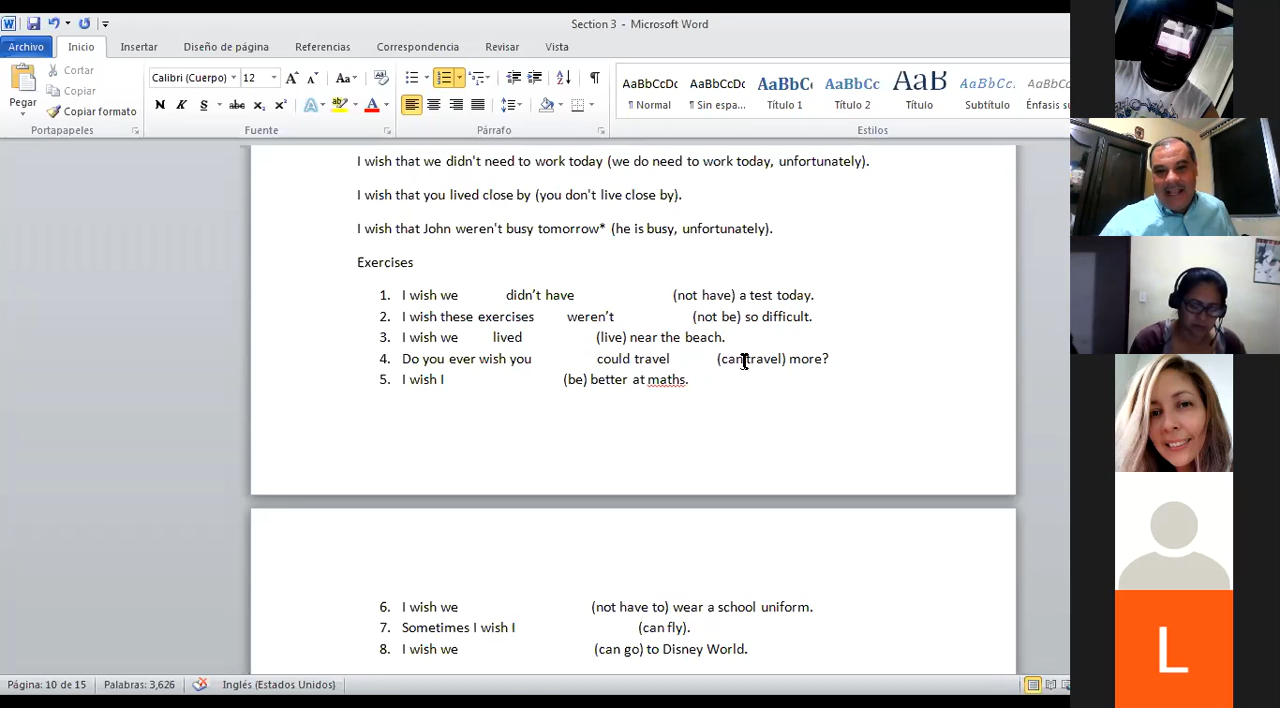 Section 3 - Microsoft Word
Archivo Inicio Insertar Diseño de página Referencias Correspondencia Revisar Vista
Pegar
Cortar
Copiar
Copiar formato
Calibri (Cuerpo) 12
AaBbCcDc AaBbCcDc AaBbC AaBbCc AaB AaBbCc. AaBbCcDc
¶ Normal ¶ Sin espa... Título 1 Título 2 Título Subtítulo Énfasis su
Portapapeles Fuente Párrafo Estilos
I wish that we didn't need to work today (we do need to work today, unfortunately).
I wish that you lived close by (you don't live close by).
I wish that John weren't busy tomorrow* (he is busy, unfortunately).
Exercises
1. I wish we didn't have (not have) a test today.
2. I wish these exercises weren't (not be) so difficult.
3. I wish we lived (live) near the beach.
4. Do you ever wish you could travel (can travel) more?
5. I wish I (be) better at maths.
6. I wish we (not have to) wear a school uniform.
7. Sometimes I wish I (can fly).
8. I wish we (can go) to Disney World.
Página: 10 de 15 Palabras: 3,626 Inglés (Estados Unidos)
L